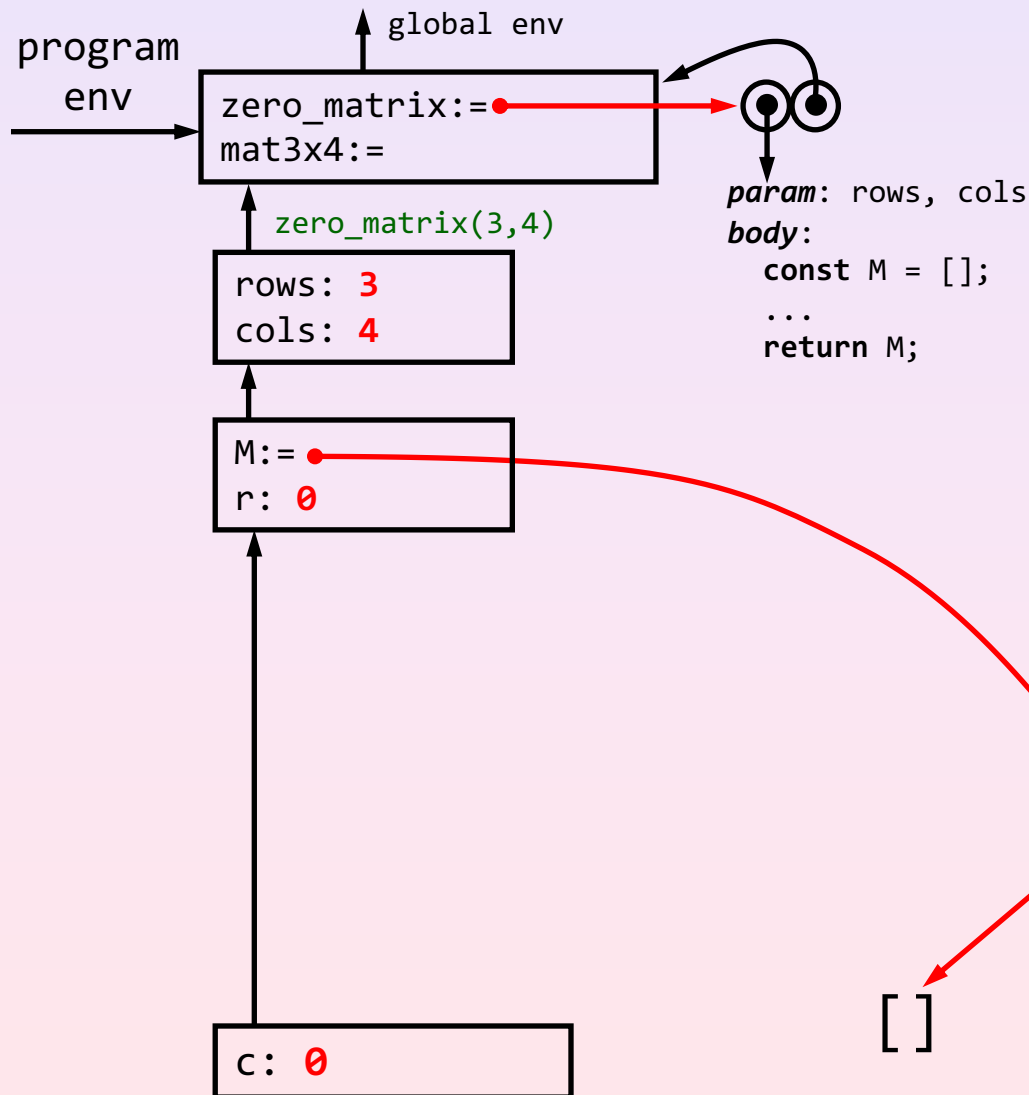 global env
program
env
zero_matrix:=
mat3x4:=
param: rows, cols
body:
const M = [];
...
return M;
zero_matrix(3,4)
rows: 3
cols: 4
M:=
r: 0
[]
c: 0